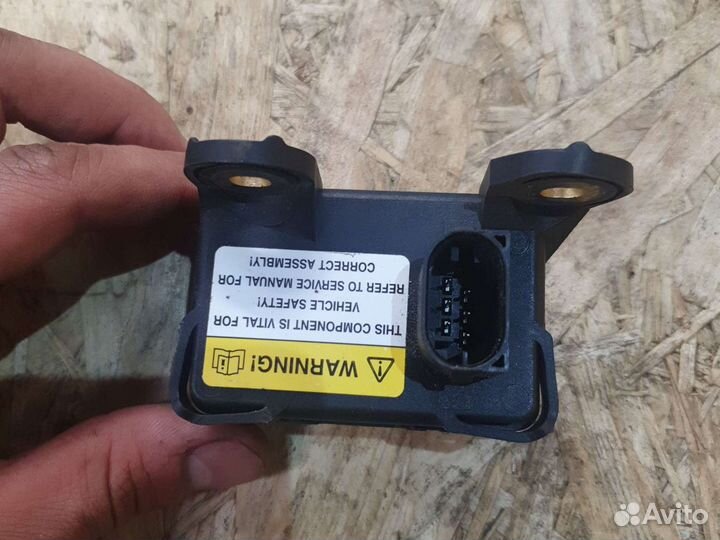 WARNING!
THIS COMPONENT IS VITAL FOR
VEHICLE SAFETY!
REFER TO SERVICE MANUAL FOR
CORRECT ASSEMBLY!
Avito